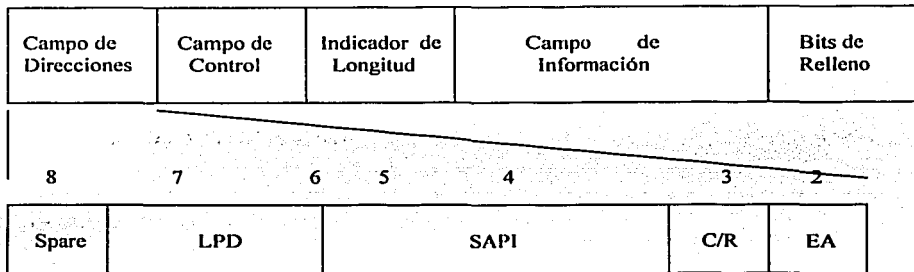 Campo de Direcciones
Campo de Control
Indicador de Longitud
Campo de Información
Bits de Relleno
8 7 6 5 4 3 2
Spare LPD SAPI C/R EA